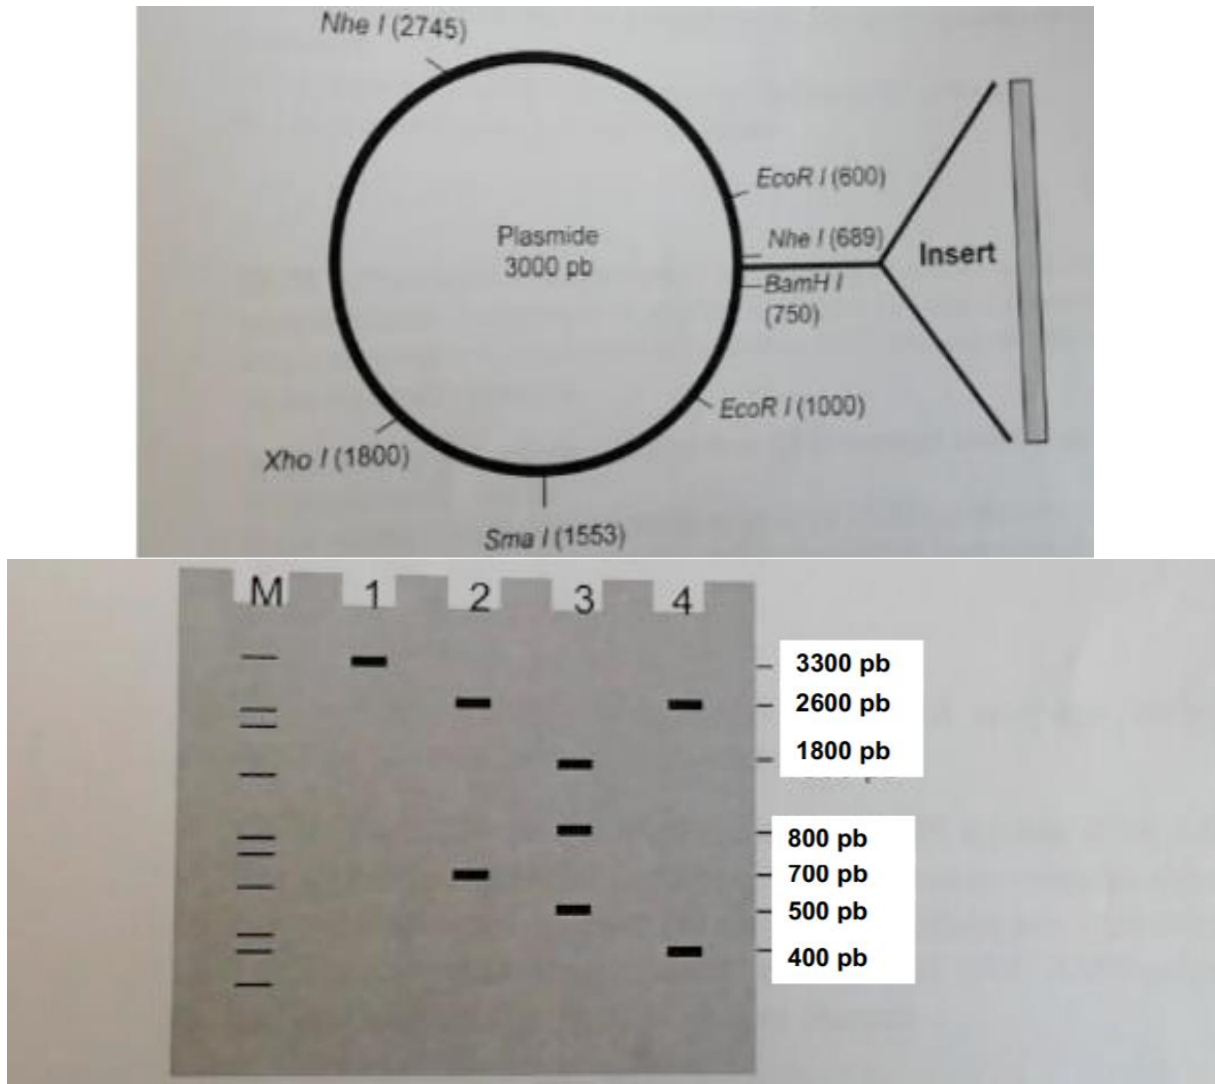 Nhe I (2745)
EcoR I (600)
Plasmide
3000 pb
Nhe I (689)
Insert
BamH I
(750)
EcoR I (1000)
Xho I (1800)
Sma I (1553)
M 1 2 3 4
3300 pb
2600 pb
1800 pb
800 pb
700 pb
500 pb
400 pb